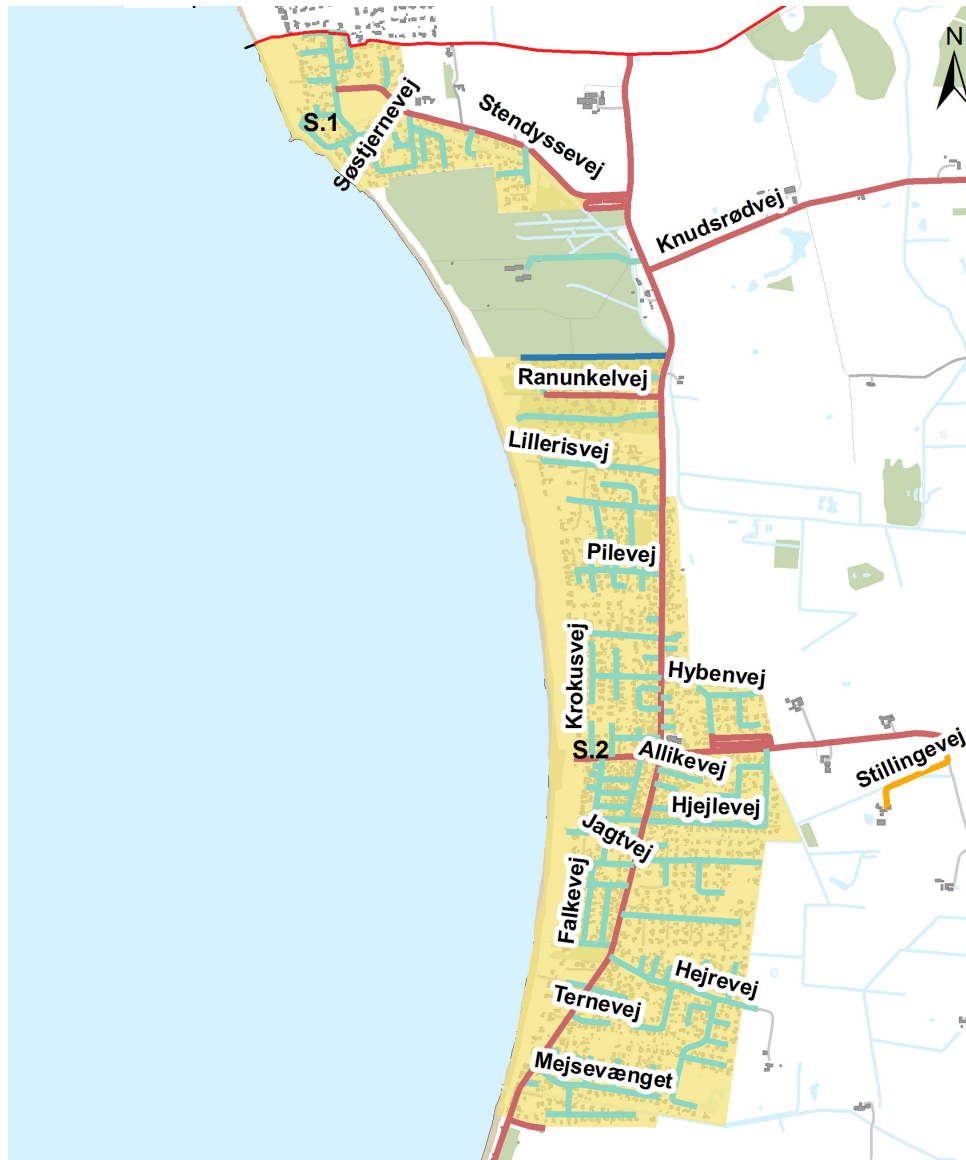 N
S.1
Søstjernevej
Stendyssevej
Knudsrødvej
Ranunkelvej
Lillerisvej
Pilevej
Krokusvej
Hybenvej
S.2
Allikevej
Stillingevej
Hjejlevej
Jagtvej
Falkevej
Hejrevej
Ternevej
Mejsevænget